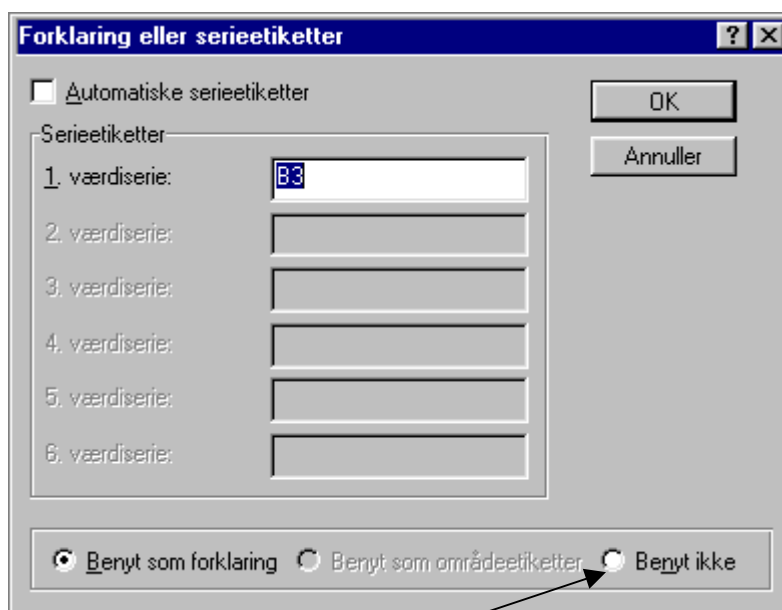 Forklaring eller serieetiketter
Automatiske serieetiketter
OK
Annuller
Serieetiketter
1. værdiserie:
B3
2. værdiserie:
3. værdiserie:
4. værdiserie:
5. værdiserie:
6. værdiserie:
Benyt som forklaring Benyt som områdeetiketter Benyt ikke